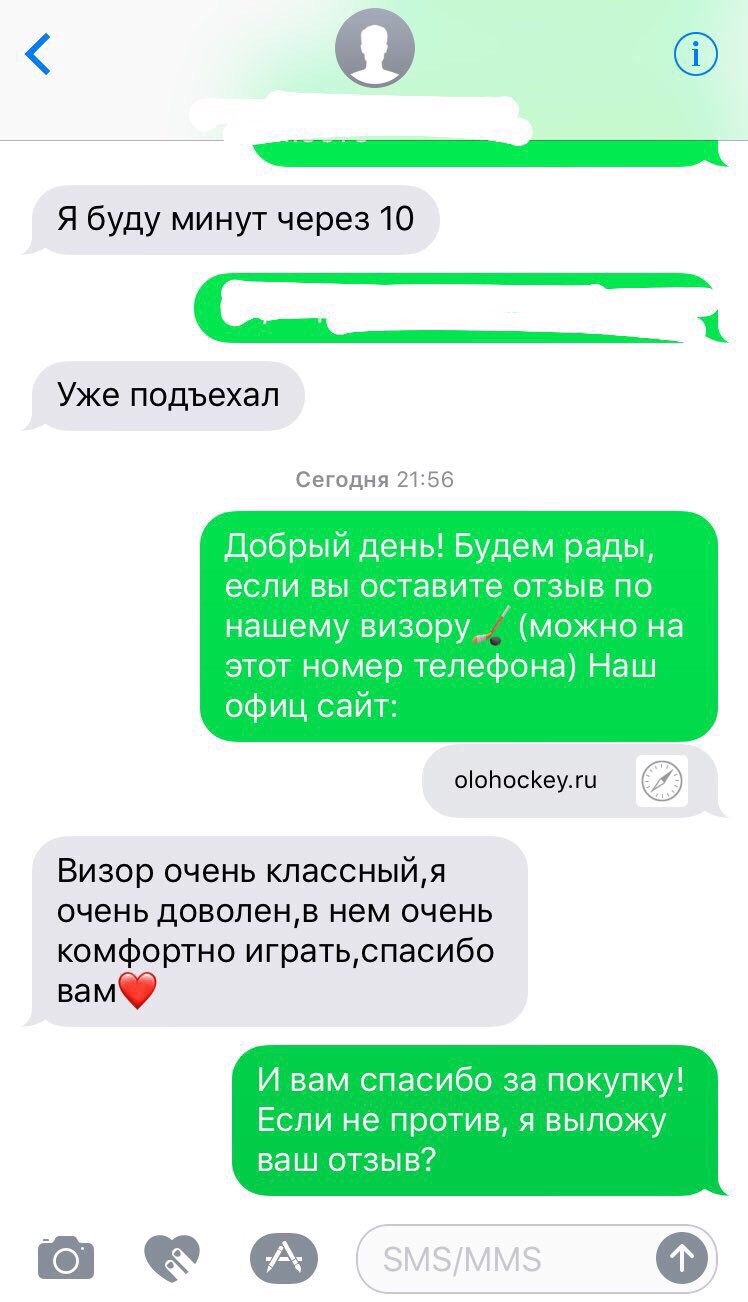 Я буду минут через 10
Уже подъехал
Сегодня 21:56
Добрый день! Будем рады,
если вы оставите отзыв по
нашему визору🏒 (можно на
этот номер телефона) Наш
офиц сайт:
olohockey.ru
Визор очень классный,я
очень доволен,в нем очень
комфортно играть,спасибо
вам❤️
И вам спасибо за покупку!
Если не против, я выложу
ваш отзыв?
SMS/MMS